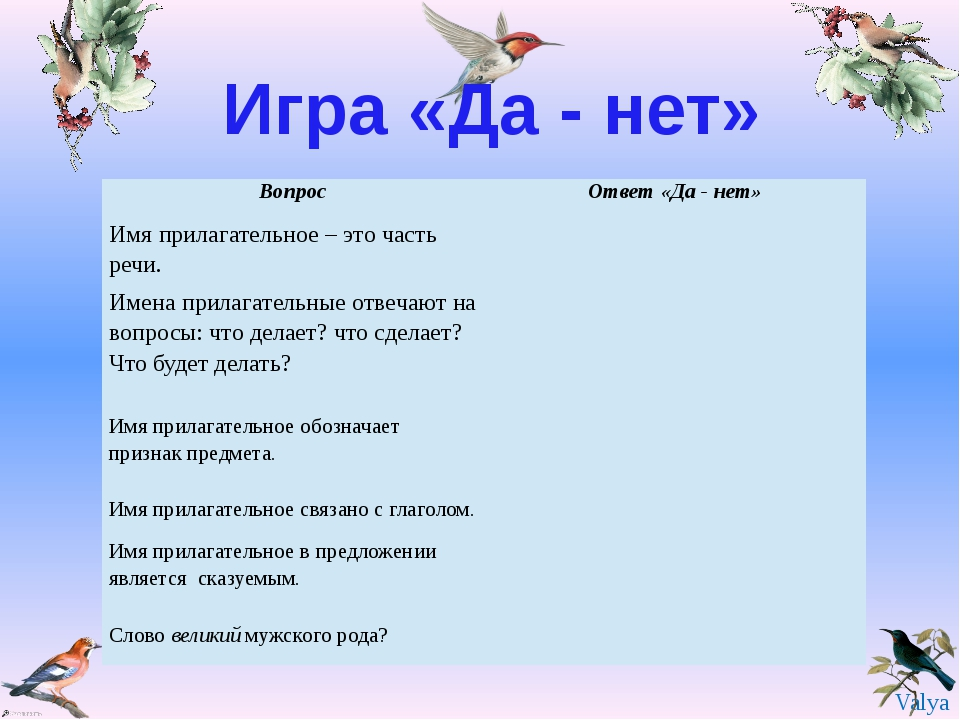 Игра «Да - нет»
Вопрос Ответ «Да - нет»
Имя прилагательное – это часть
речи.
Имена прилагательные отвечают на
вопросы: что делает? что сделает?
Что будет делать?
Имя прилагательное обозначает
признак предмета.
Имя прилагательное связано с глаголом.
Имя прилагательное в предложении
является сказуемым.
Слово великий мужского рода?
Valya